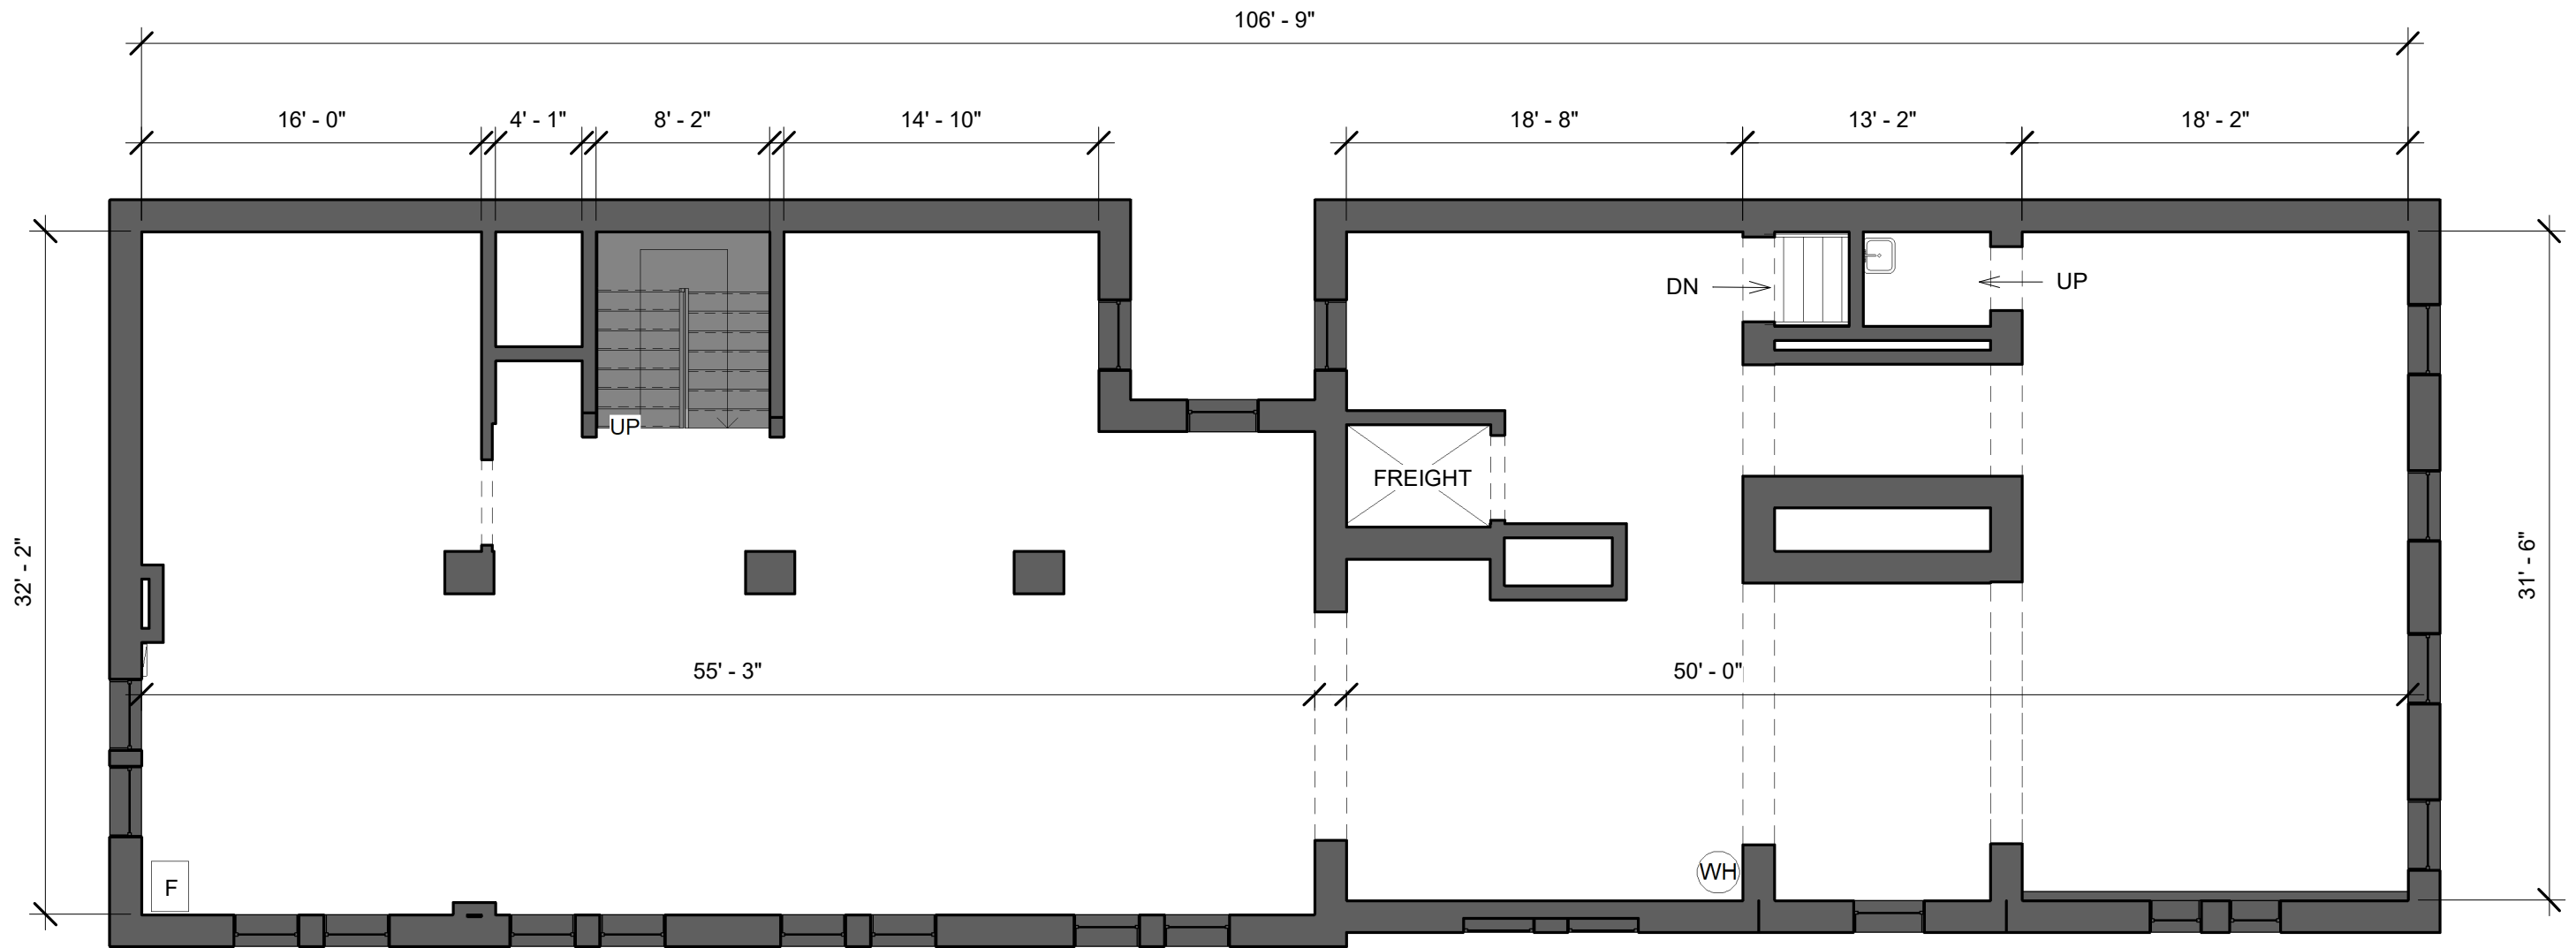 106' - 9"
16' - 0"
4' - 1"
8' - 2"
14' - 10"
18' - 8"
13' - 2"
18' - 2"
DN
UP
UP
FREIGHT
32' - 2"
31' - 6"
55' - 3"
50' - 0"
F
WH